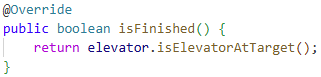 @Override
public boolean isFinished() {
    return elevator.isElevatorAtTarget();
}